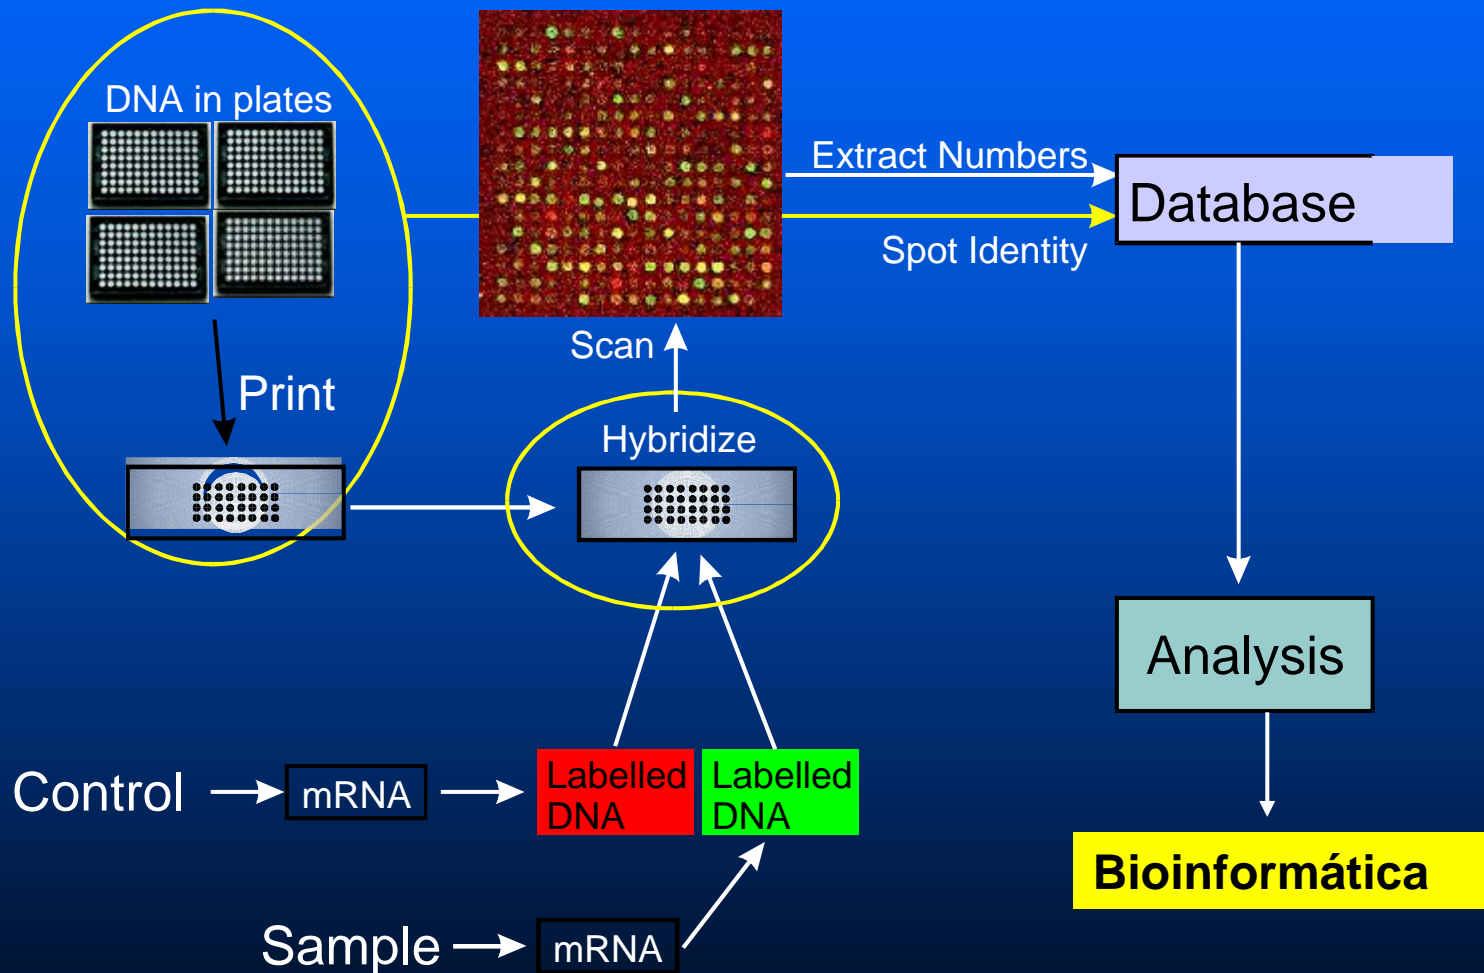 DNA in plates
Print
Extract Numbers
Spot Identity
Database
Scan
Hybridize
Analysis
Control
mRNA
Labelled
DNA
Labelled
DNA
Sample
mRNA
Bioinformática